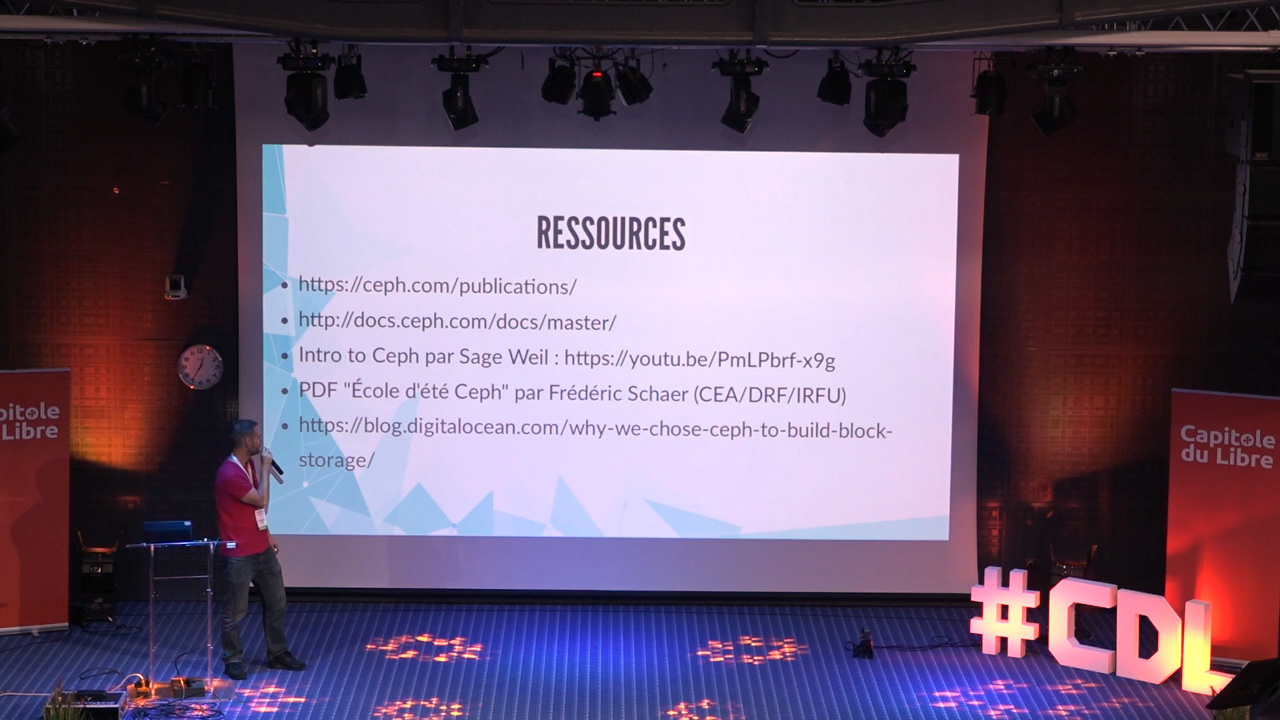 RESSOURCES
https://ceph.com/publications/
http://docs.ceph.com/docs/master/
Intro to Ceph par Sage Weil : https://youtu.be/PmLPbrf-x9g
PDF "École d'été Ceph" par Frédéric Schaer (CEA/DRF/IRFU)
https://blog.digitalocean.com/why-we-chose-ceph-to-build-block-
storage/
pitole
Libre
Capitole
du Libre
#CDL